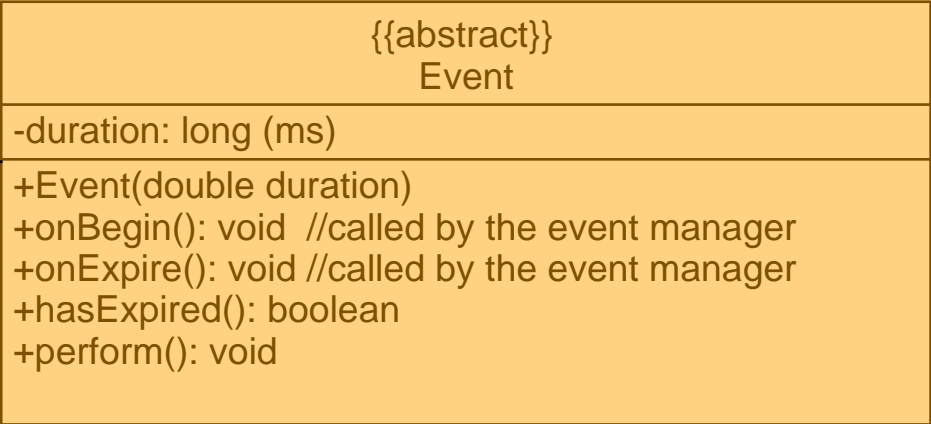 {{abstract}}
Event
-duration: long (ms)
+Event(double duration)
+onBegin(): void  //called by the event manager
+onExpire(): void //called by the event manager
+hasExpired(): boolean
+perform(): void